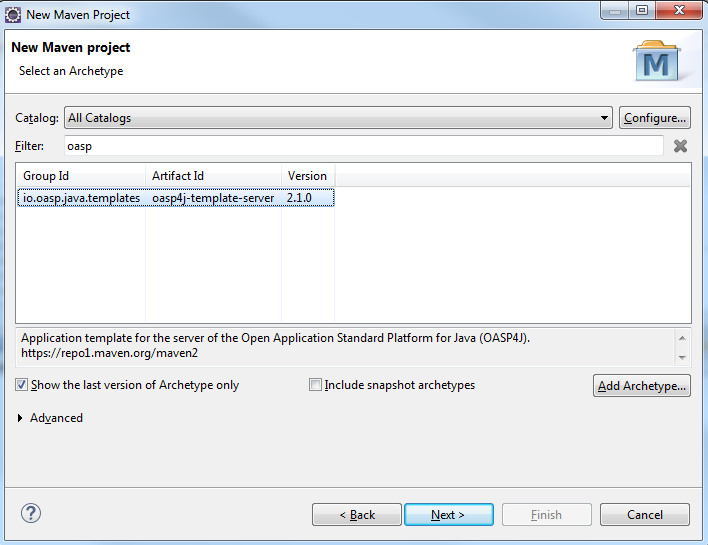 New Maven Project
New Maven project
Select an Archetype
M
Catalog: All Catalogs Configure...
Filter: oasp
Group Id Artifact Id Version
io.oasp.java.templates oasp4j-template-server 2.1.0
Application template for the server of the Open Application Standard Platform for Java (OASP4J).
https://repo1.maven.org/maven2
Show the last version of Archetype only Include snapshot archetypes Add Archetype...
Advanced
? < Back Next > Finish Cancel